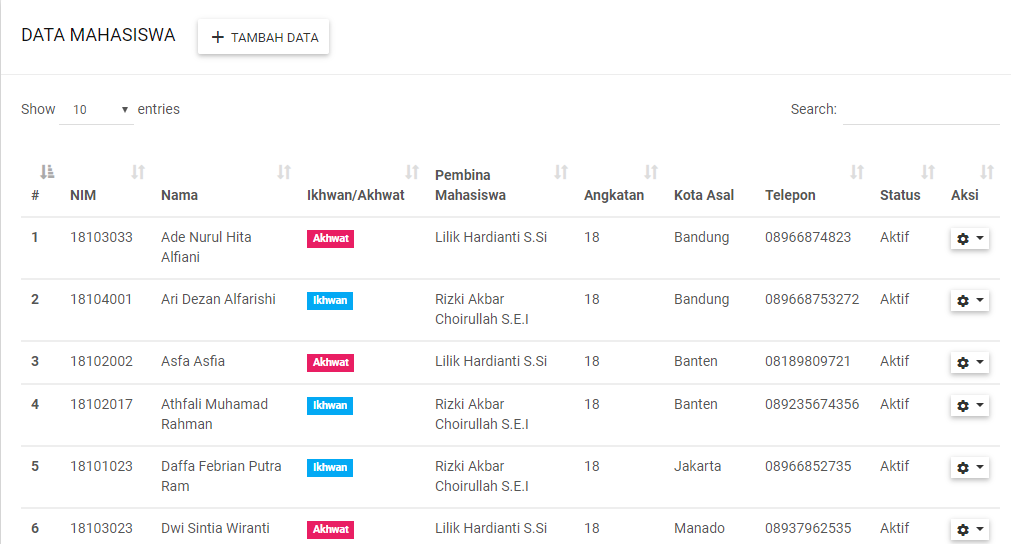 DATA MAHASISWA + TAMBAH DATA
Show 10 entries Search:
# NIM Nama Ikhwan/Akhwat Pembina Mahasiswa Angkatan Kota Asal Telepon Status Aksi
1 18103033 Ade Nurul Hita Alfiani Akhwat Lilik Hardianti S.Si 18 Bandung 08966874823 Aktif
2 18104001 Ari Dezan Alfarishi Ikhwan Rizki Akbar Choirullah S.E.I 18 Bandung 089668753272 Aktif
3 18102002 Asfa Asfia Akhwat Lilik Hardianti S.Si 18 Banten 08189809721 Aktif
4 18102017 Athfali Muhamad Rahman Ikhwan Rizki Akbar Choirullah S.E.I 18 Banten 089235674356 Aktif
5 18101023 Daffa Febrian Putra Ram Ikhwan Rizki Akbar Choirullah S.E.I 18 Jakarta 08966852735 Aktif
6 18103023 Dwi Sintia Wiranti Akhwat Lilik Hardianti S.Si 18 Manado 08937962535 Aktif